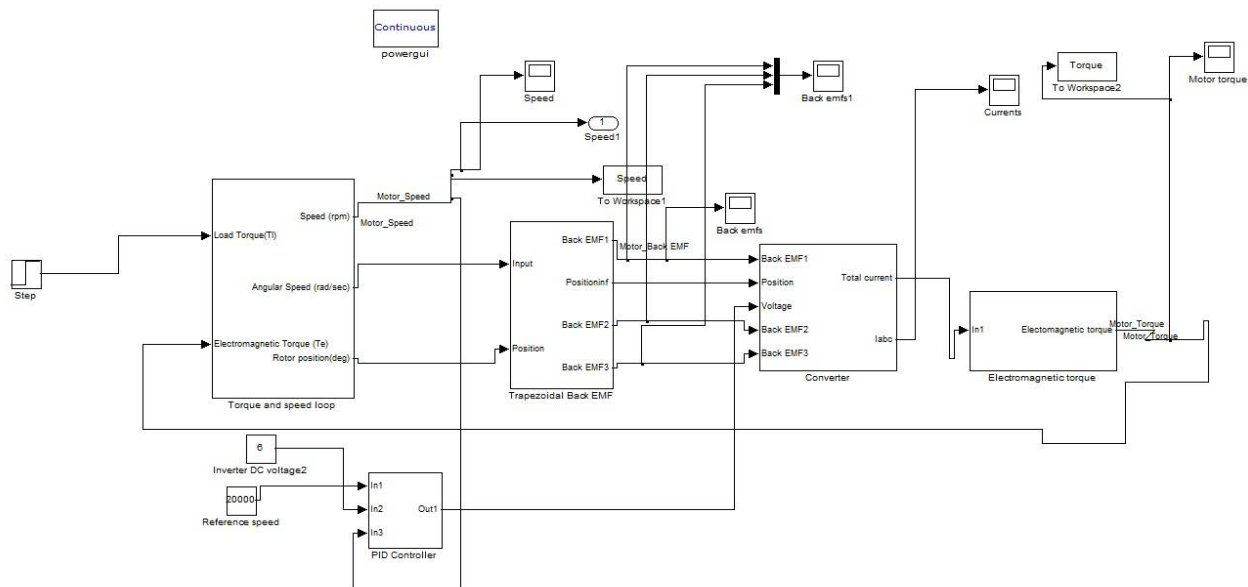 Continuous
powergui
Speed
1
Speed1
Speed
To Workspace1
Back emfs1
Back emfs
Currents
Torque
To Workspace2
Motor torque
Step
Load Torque(Tl)
Speed (rpm)
Angular Speed (rad/sec)
Electromagnetic Torque (Te)
Rotor position(deg)
Torque and speed loop
Motor_Speed
Motor_Speed
Input
Position
Back EMF1
Positioninf
Back EMF2
Back EMF3
Trapezoidal Back EMF
Motor_Back EMF
Back EMF1
Position
Voltage
Back EMF2
Back EMF3
Total current
Iabc
Converter
In1
Electomagnetic torque
Electromagnetic torque
Motor_Torque
Motor_Torque
6
Inverter DC voltage2
20000
Reference speed
In1
In2
In3
Out1
PID Controller